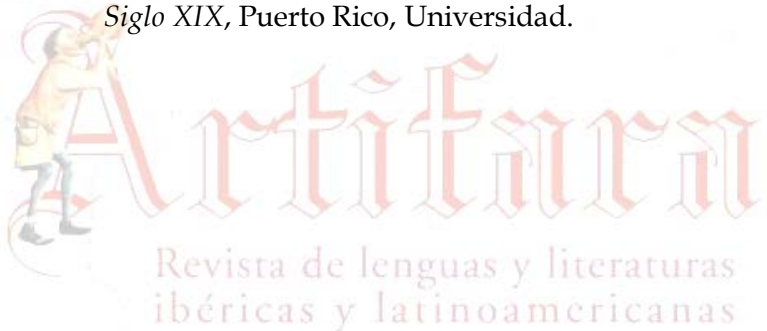 Siglo XIX, Puerto Rico, Universidad.
Artifara
Revista de lenguas y literaturas
ibéricas y latinoamericanas